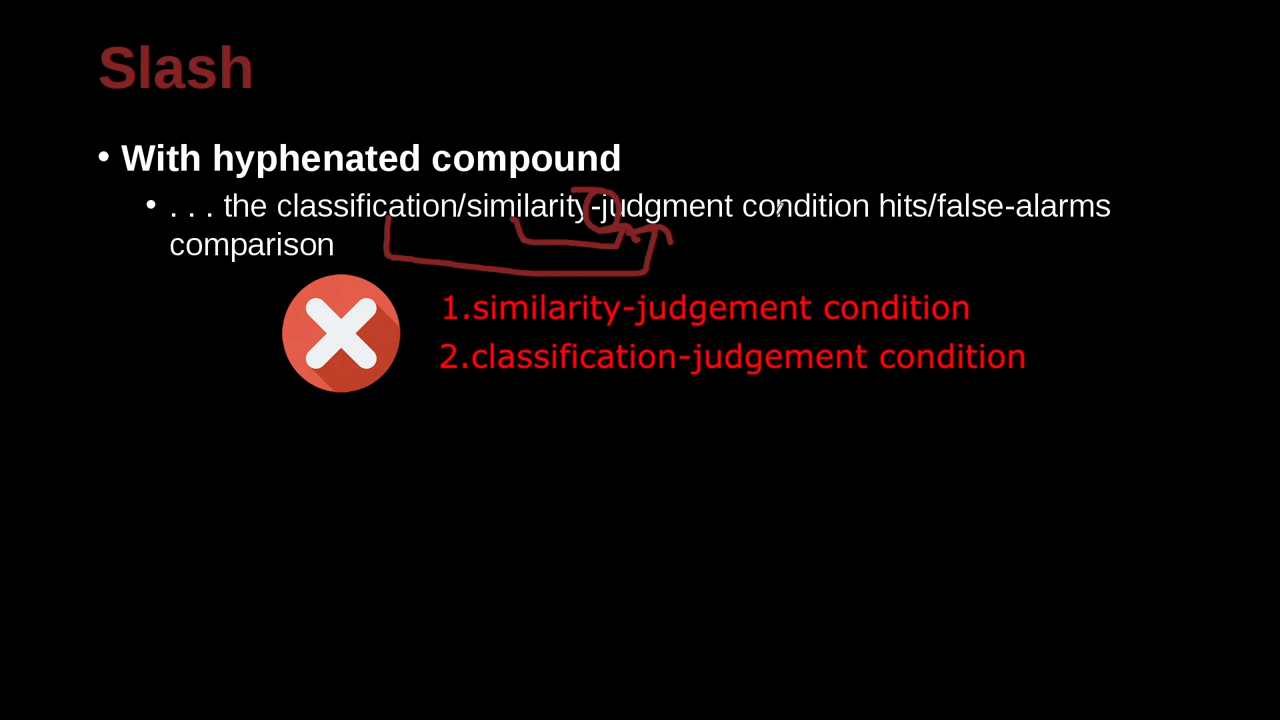 Slash
• With hyphenated compound
• . . . the classification/similarity-judgment condition hits/false-alarms
comparison
1.similarity-judgement condition
2.classification-judgement condition